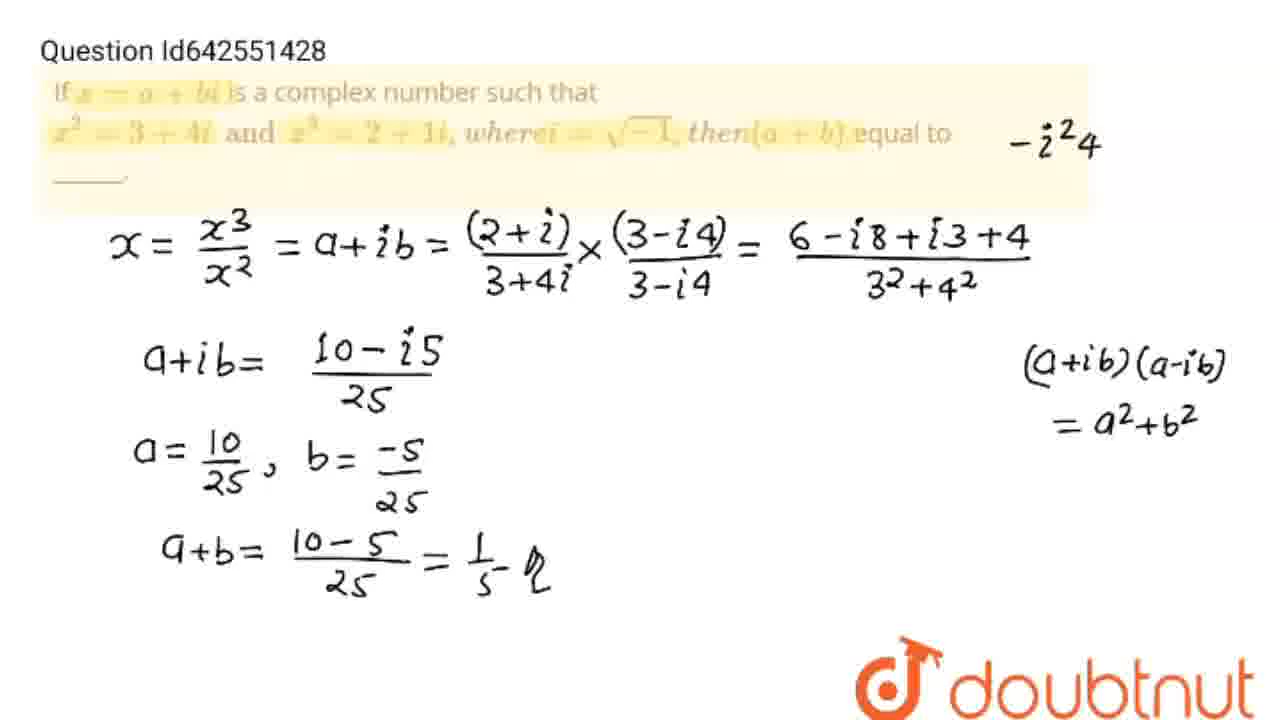 Question Id642551428
If x = a + bi is a complex number such that
x² = 3 + 4i and x³ = 2 + 1i, where i = √−1, then(a + b) equal to
_____.
-i²4
x = x³/x² = a+ib = (2+i)/3+4i × (3-i4)/3-i4 = 6-i8+i3+4/3²+4²
a+ib = 10-i5/25
(a+ib)(a-ib)
= a²+b²
a = 10/25, b = -5/25
a+b = 10-5/25 = 1/5
doubtnut